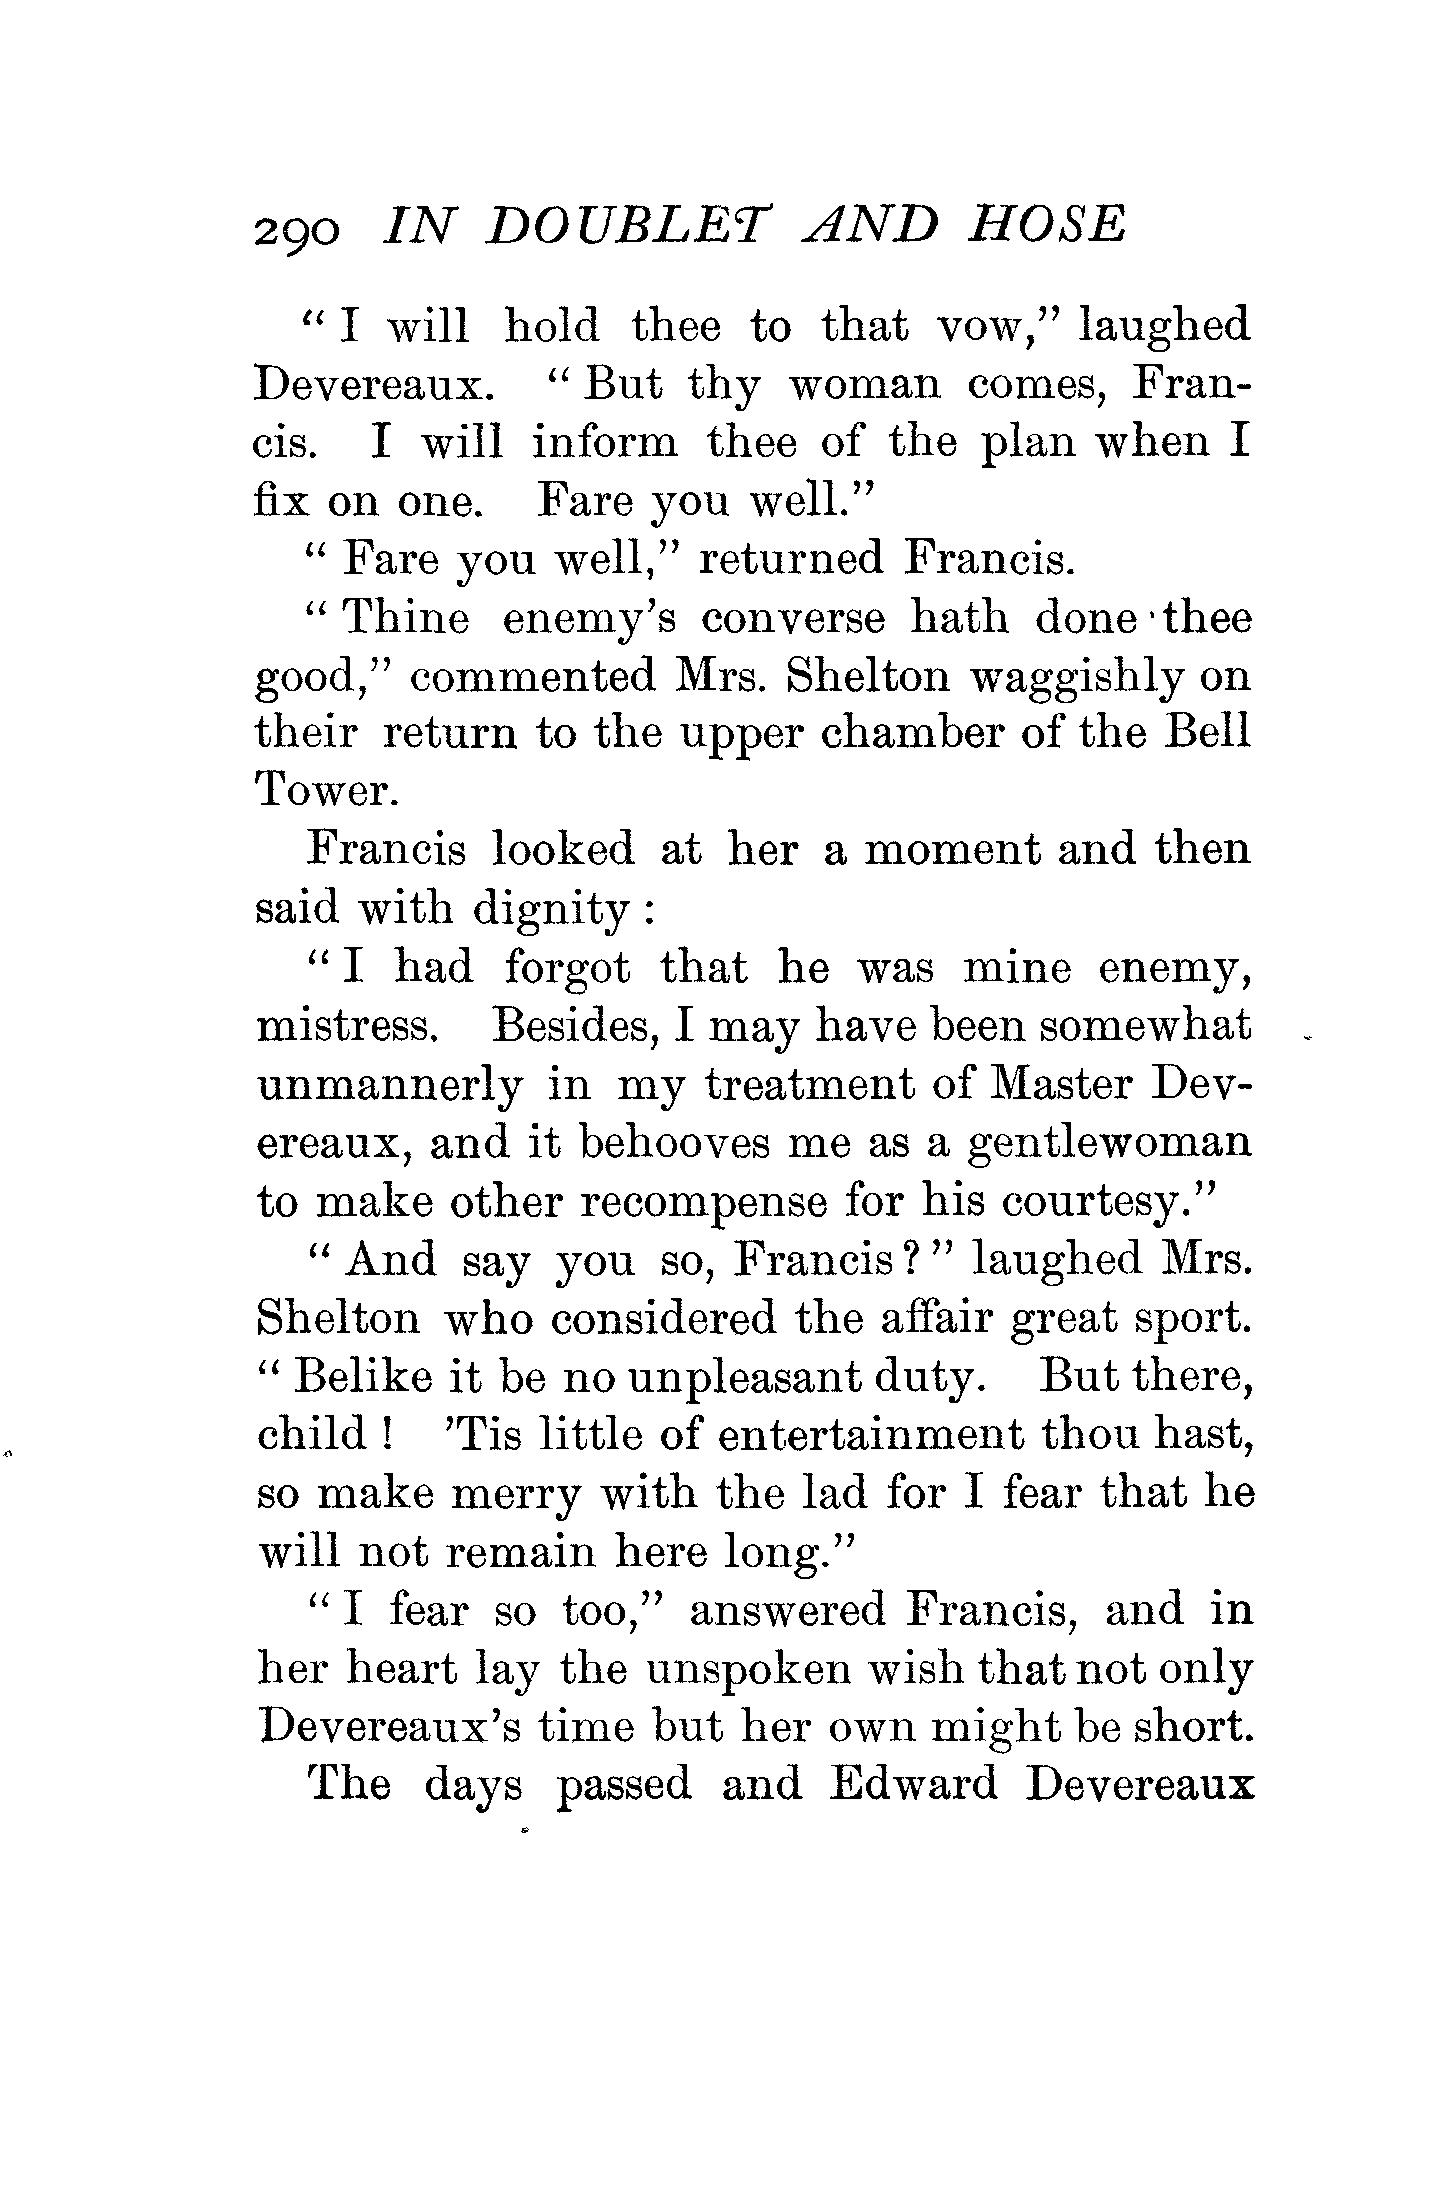 290 IN DOUBLET AND HOSE
“ I will hold thee to that vow,” laughed
Devereaux. “ But thy woman comes, Fran-
cis. I will inform thee of the plan when I
fix on one. Fare you well.”
“ Fare you well,” returned Francis.
“ Thine enemy’s converse hath done thee
good,” commented Mrs. Shelton waggishly on
their return to the upper chamber of the Bell
Tower.
Francis looked at her a moment and then
said with dignity :
“ I had forgot that he was mine enemy,
mistress. Besides, I may have been somewhat
unmannerly in my treatment of Master Dev-
ereaux, and it behooves me as a gentlewoman
to make other recompense for his courtesy.”
“ And say you so, Francis ? ” laughed Mrs.
Shelton who considered the affair great sport.
“ Belike it be no unpleasant duty. But there,
child ! ’Tis little of entertainment thou hast,
so make merry with the lad for I fear that he
will not remain here long.”
“ I fear so too,” answered Francis, and in
her heart lay the unspoken wish that not only
Devereaux’s time but her own might be short.
The days passed and Edward Devereaux